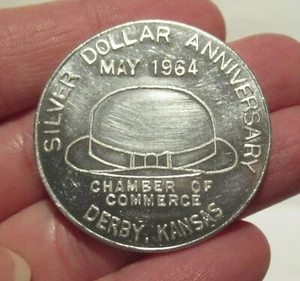 SILVER DOLLAR ANNIVERSARY
MAY 1964
CHAMBER OF
COMMERCE
DERBY, KANSAS